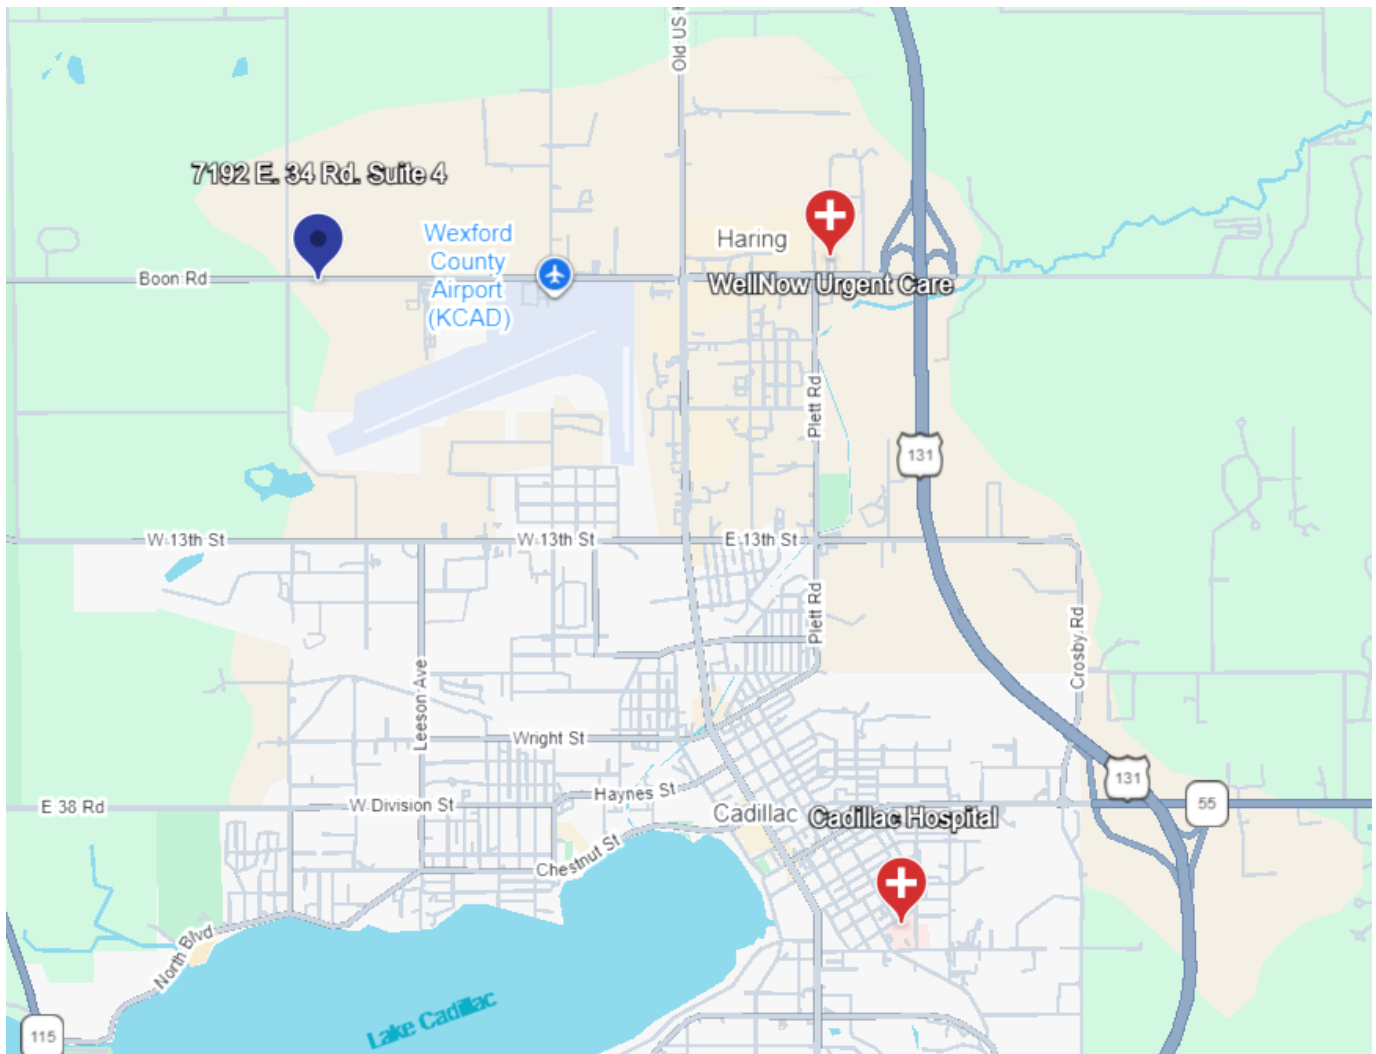 Old US
7192 E. 34 Rd. Suite 4
Wexford
County
Airport
(KCAD)
Haring
Boon Rd
WellNow Urgent Care
Plett Rd
131
W 13th St
W 13th St
E 13th St
Plett Rd
Crosby Rd
Leeson Ave
Wright St
131
Haynes St
E 38 Rd
W Division St
55
Cadillac
Cadillac Hospital
Chestnut St
North Blvd
Lake Cadillac
115